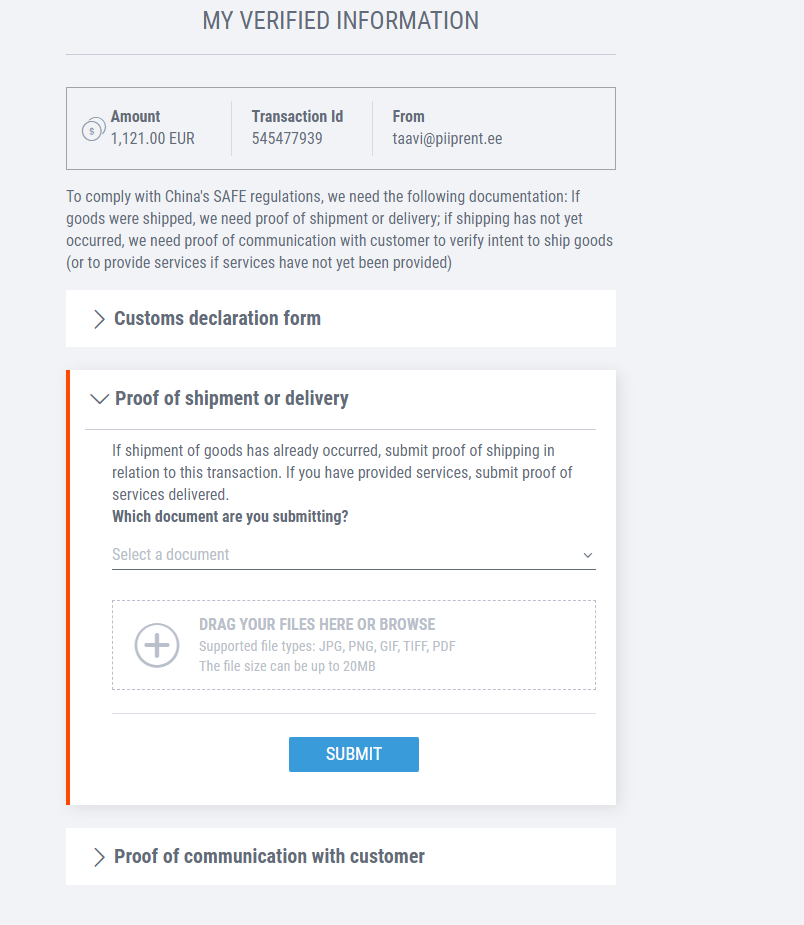 MY VERIFIED INFORMATION
Amount
1,121.00 EUR
Transaction Id
545477939
From
taavi@piiprent.ee
To comply with China's SAFE regulations, we need the following documentation: If
goods were shipped, we need proof of shipment or delivery; if shipping has not yet
occurred, we need proof of communication with customer to verify intent to ship goods
(or to provide services if services have not yet been provided)
Customs declaration form
Proof of shipment or delivery
If shipment of goods has already occurred, submit proof of shipping in
relation to this transaction. If you have provided services, submit proof of
services delivered.
Which document are you submitting?
Select a document
DRAG YOUR FILES HERE OR BROWSE
Supported file types: JPG, PNG, GIF, TIFF, PDF
The file size can be up to 20MB
SUBMIT
Proof of communication with customer